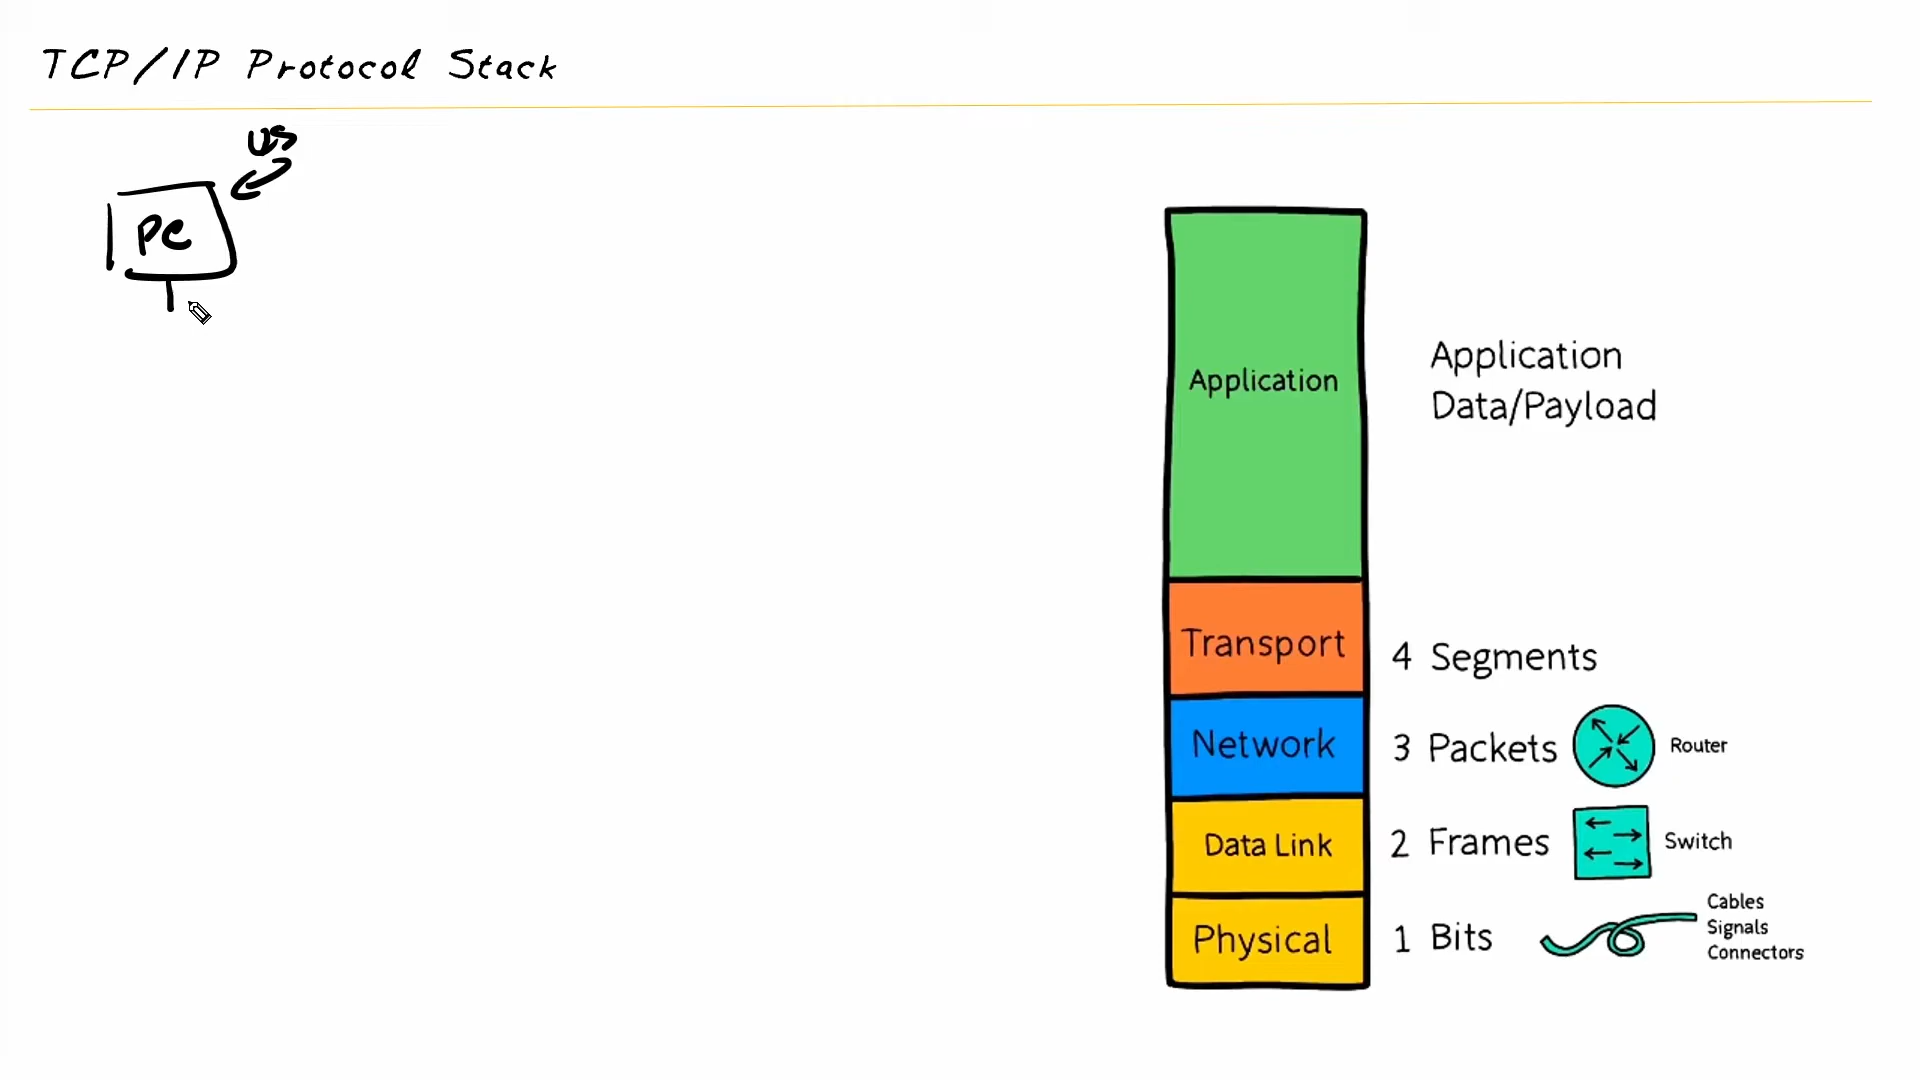 TCP/IP Protocol Stack
us
PC
Application
Application
Data/Payload
Transport
4 Segments
Network
3 Packets
Router
Data Link
2 Frames
Switch
Physical
1 Bits
Cables
Signals
Connectors